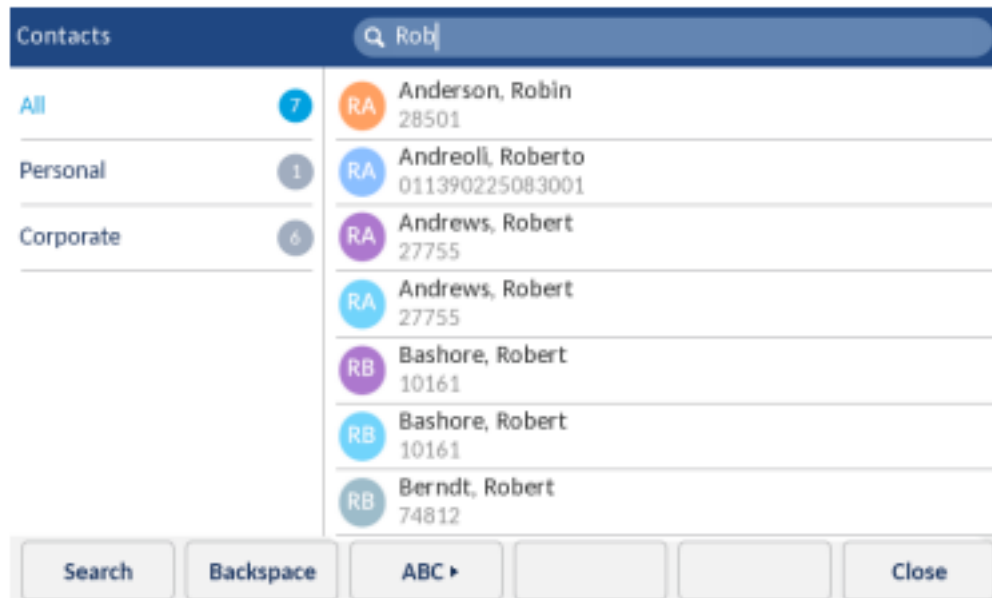 Contacts
Rob
All 7
Personal 1
Corporate 6
RA Anderson, Robin
28501
RA Andreoli, Roberto
011390225083001
RA Andrews, Robert
27755
RA Andrews, Robert
27755
RB Bashore, Robert
10161
RB Bashore, Robert
10161
RB Berndt, Robert
74812
Search Backspace ABC Close